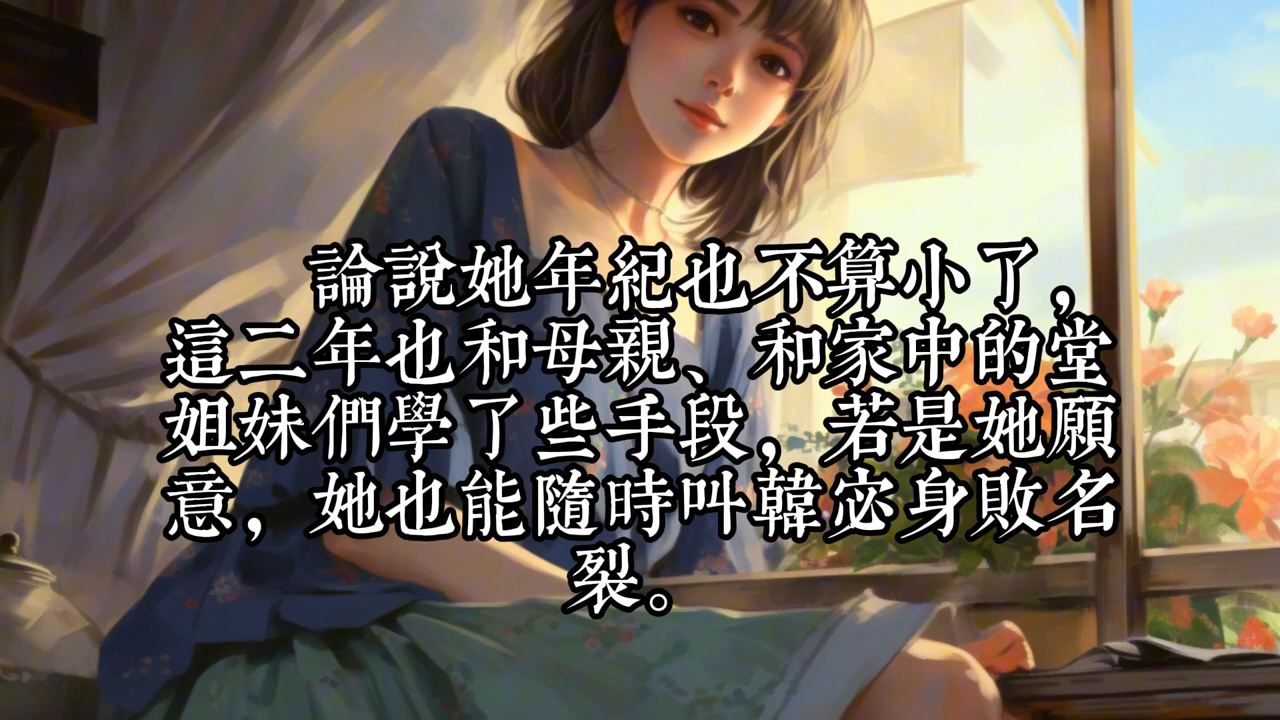 論說她年紀也不算小了，
這二年也和母親、和家中的堂
姐妹們學了些手段，若是她願
意，她也能隨時叫韓宓身敗名
裂。